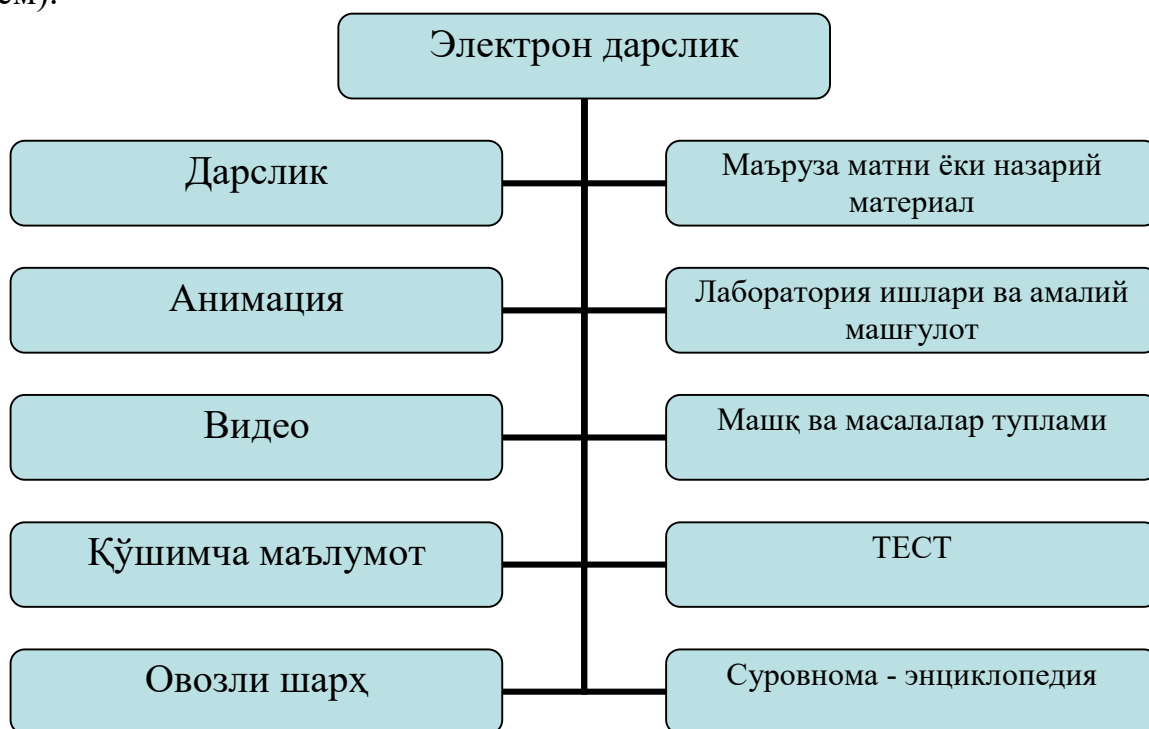 Электрон дарслик
Дарслик
Маъруза матни ёки назарий
материал
Анимация
Лаборатория ишлари ва амалий
машғулот
Видео
Машқ ва масалалар туплами
Қўшимча маълумот
ТЕСТ
Овозли шарҳ
Суровнома - энциклопедия